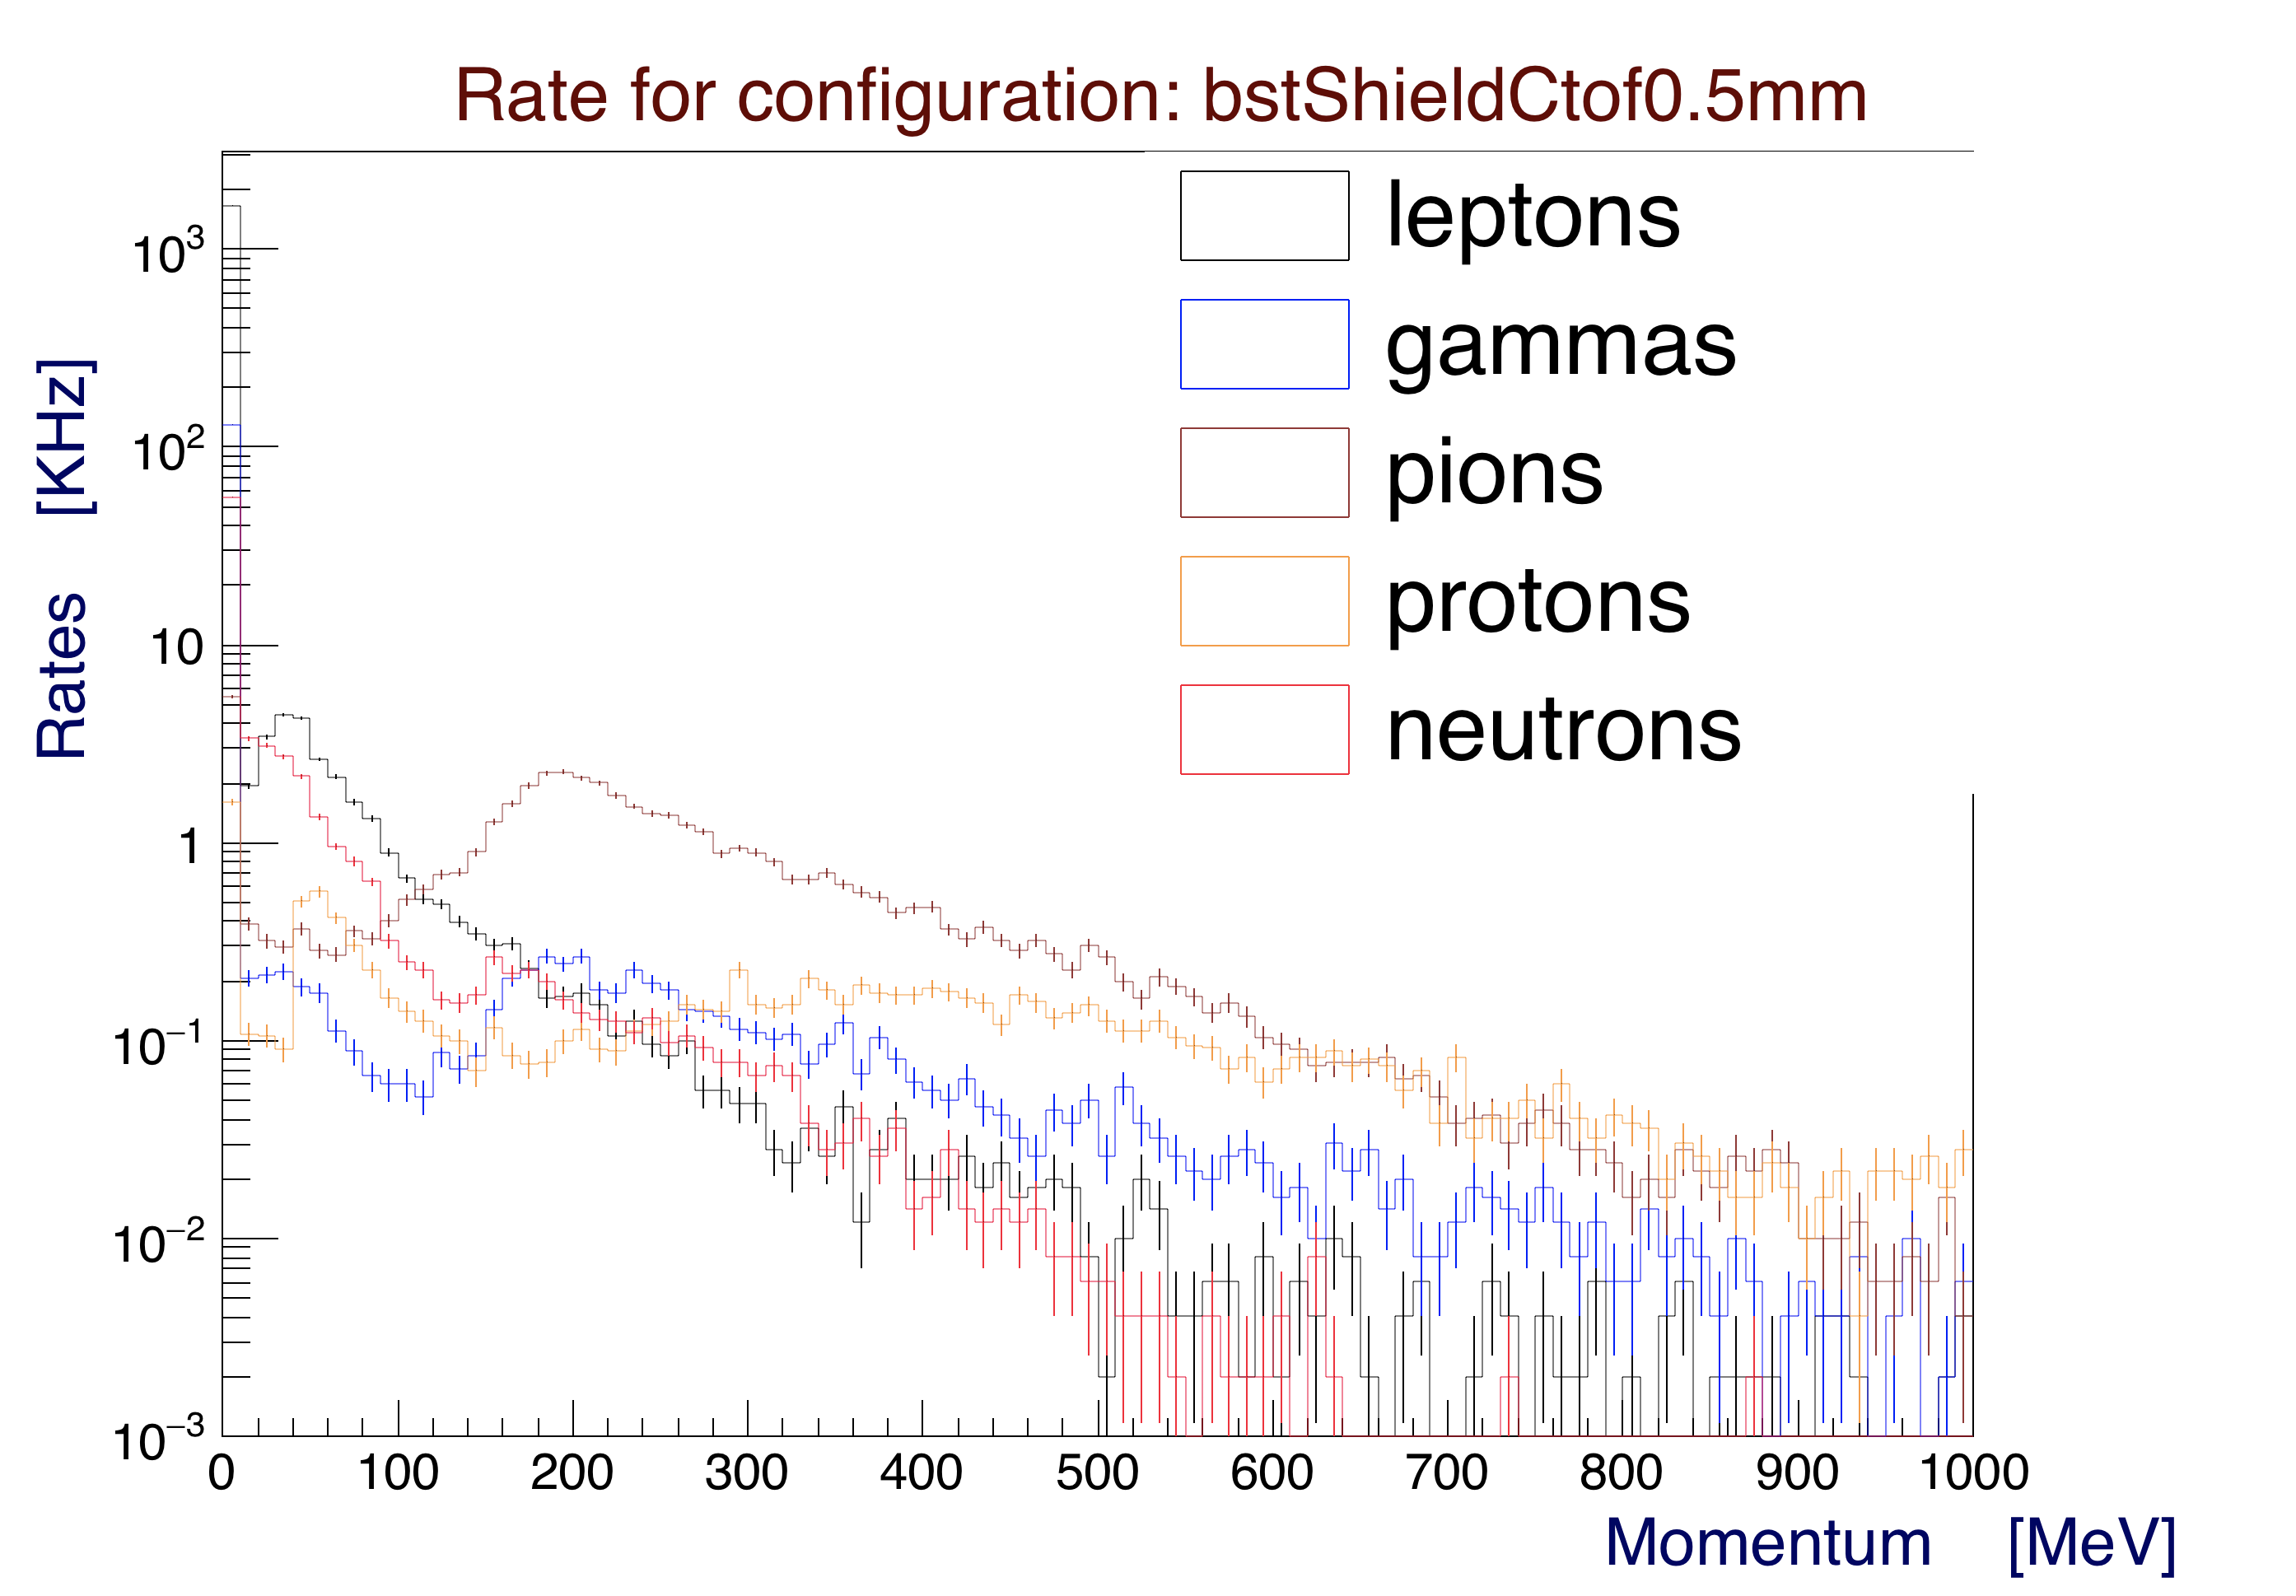 Rate for configuration: bstShieldCtof0.5mm
leptons
gammas
pions
protons
neutrons
Rates [KHz]
10³
10²
10
1
10⁻¹
10⁻²
10⁻³
0 100 200 300 400 500 600 700 800 900 1000
Momentum [MeV]